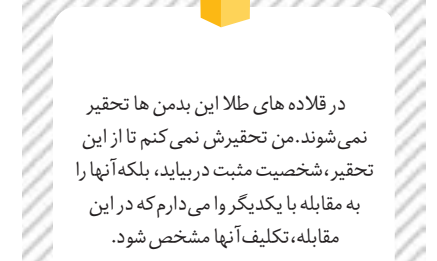 در قلاده های طلا این بدمن ها تحقیر
نمی‌شوند.من تحقیرش نمی‌کنم تا از این
تحقیر،شخصیت مثبت دربیاید، بلکه آنها را
به مقابله با یکدیگر وا می‌دارم که در این
مقابله،تکلیف آنها مشخص شود.